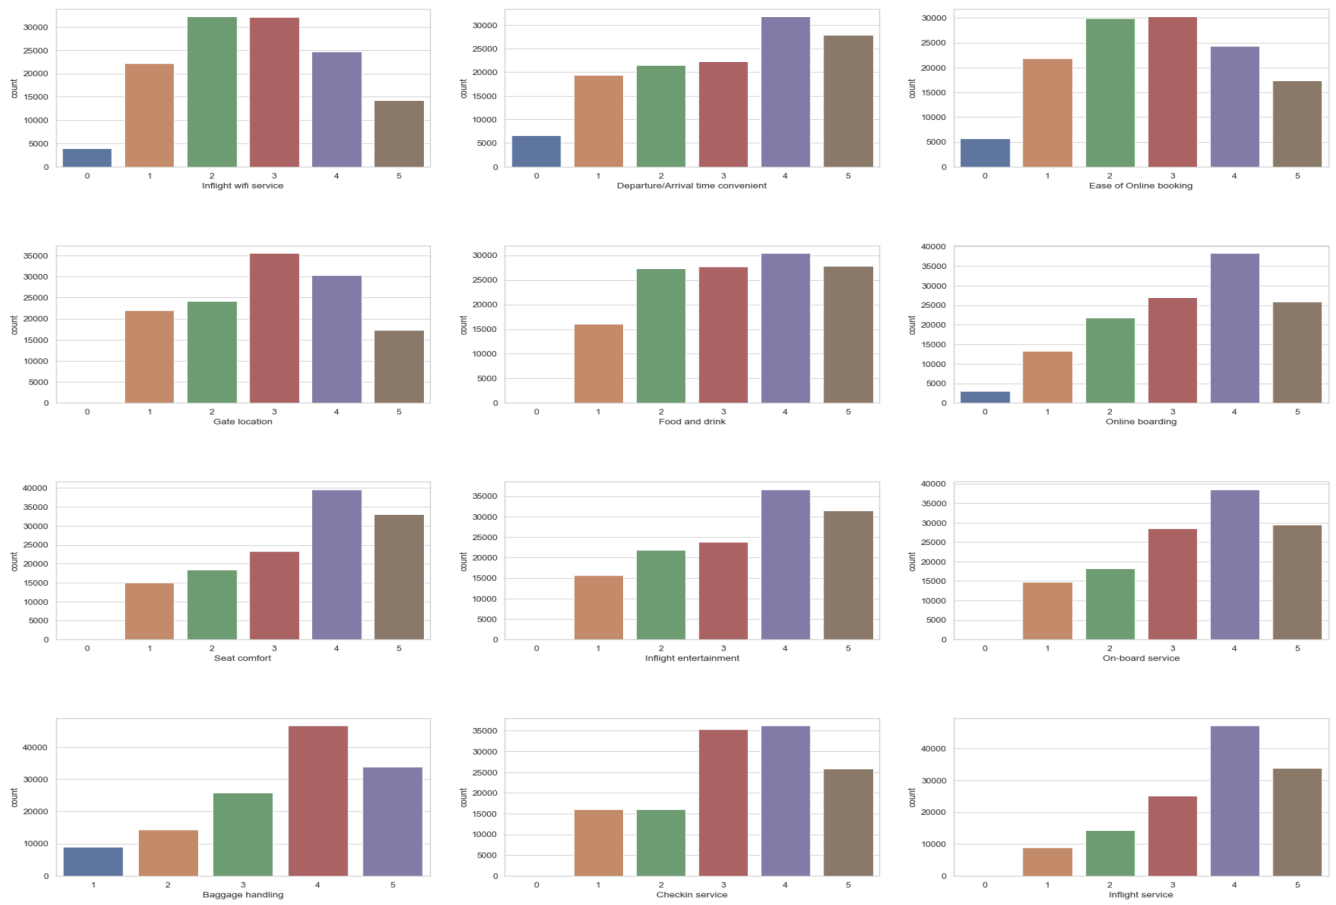 30000
25000
20000
15000
10000
5000
0
count
0 1 2 3 4 5
Inflight wifi service
30000
25000
20000
15000
10000
5000
0
count
0 1 2 3 4 5
Departure/Arrival time convenient
30000
25000
20000
15000
10000
5000
0
count
0 1 2 3 4 5
Ease of Online booking
35000
30000
25000
20000
15000
10000
5000
0
count
0 1 2 3 4 5
Gate location
30000
25000
20000
15000
10000
5000
0
count
0 1 2 3 4 5
Food and drink
40000
35000
30000
25000
20000
15000
10000
5000
0
count
0 1 2 3 4 5
Online boarding
40000
35000
30000
25000
20000
15000
10000
5000
0
count
0 1 2 3 4 5
Seat comfort
35000
30000
25000
20000
15000
10000
5000
0
count
0 1 2 3 4 5
Inflight entertainment
40000
35000
30000
25000
20000
15000
10000
5000
0
count
0 1 2 3 4 5
On-board service
40000
30000
20000
10000
0
count
1 2 3 4 5
Baggage handling
35000
30000
25000
20000
15000
10000
5000
0
count
0 1 2 3 4 5
Checkin service
40000
30000
20000
10000
0
count
0 1 2 3 4 5
Inflight service